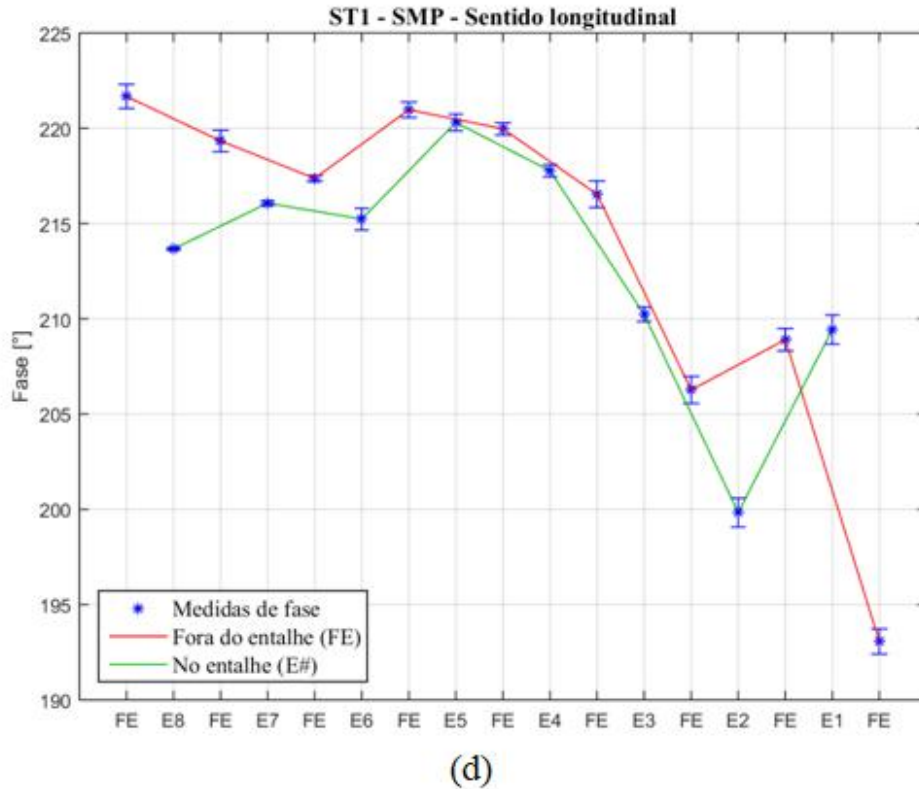 ST1 - SMP - Sentido longitudinal
225
220
215
210
205
200
195
190
Fase [°]
Medidas de fase
Fora do entalhe (FE)
No entalhe (E#)
FE E8 FE E7 FE E6 FE E5 FE E4 FE E3 FE E2 FE E1 FE
(d)